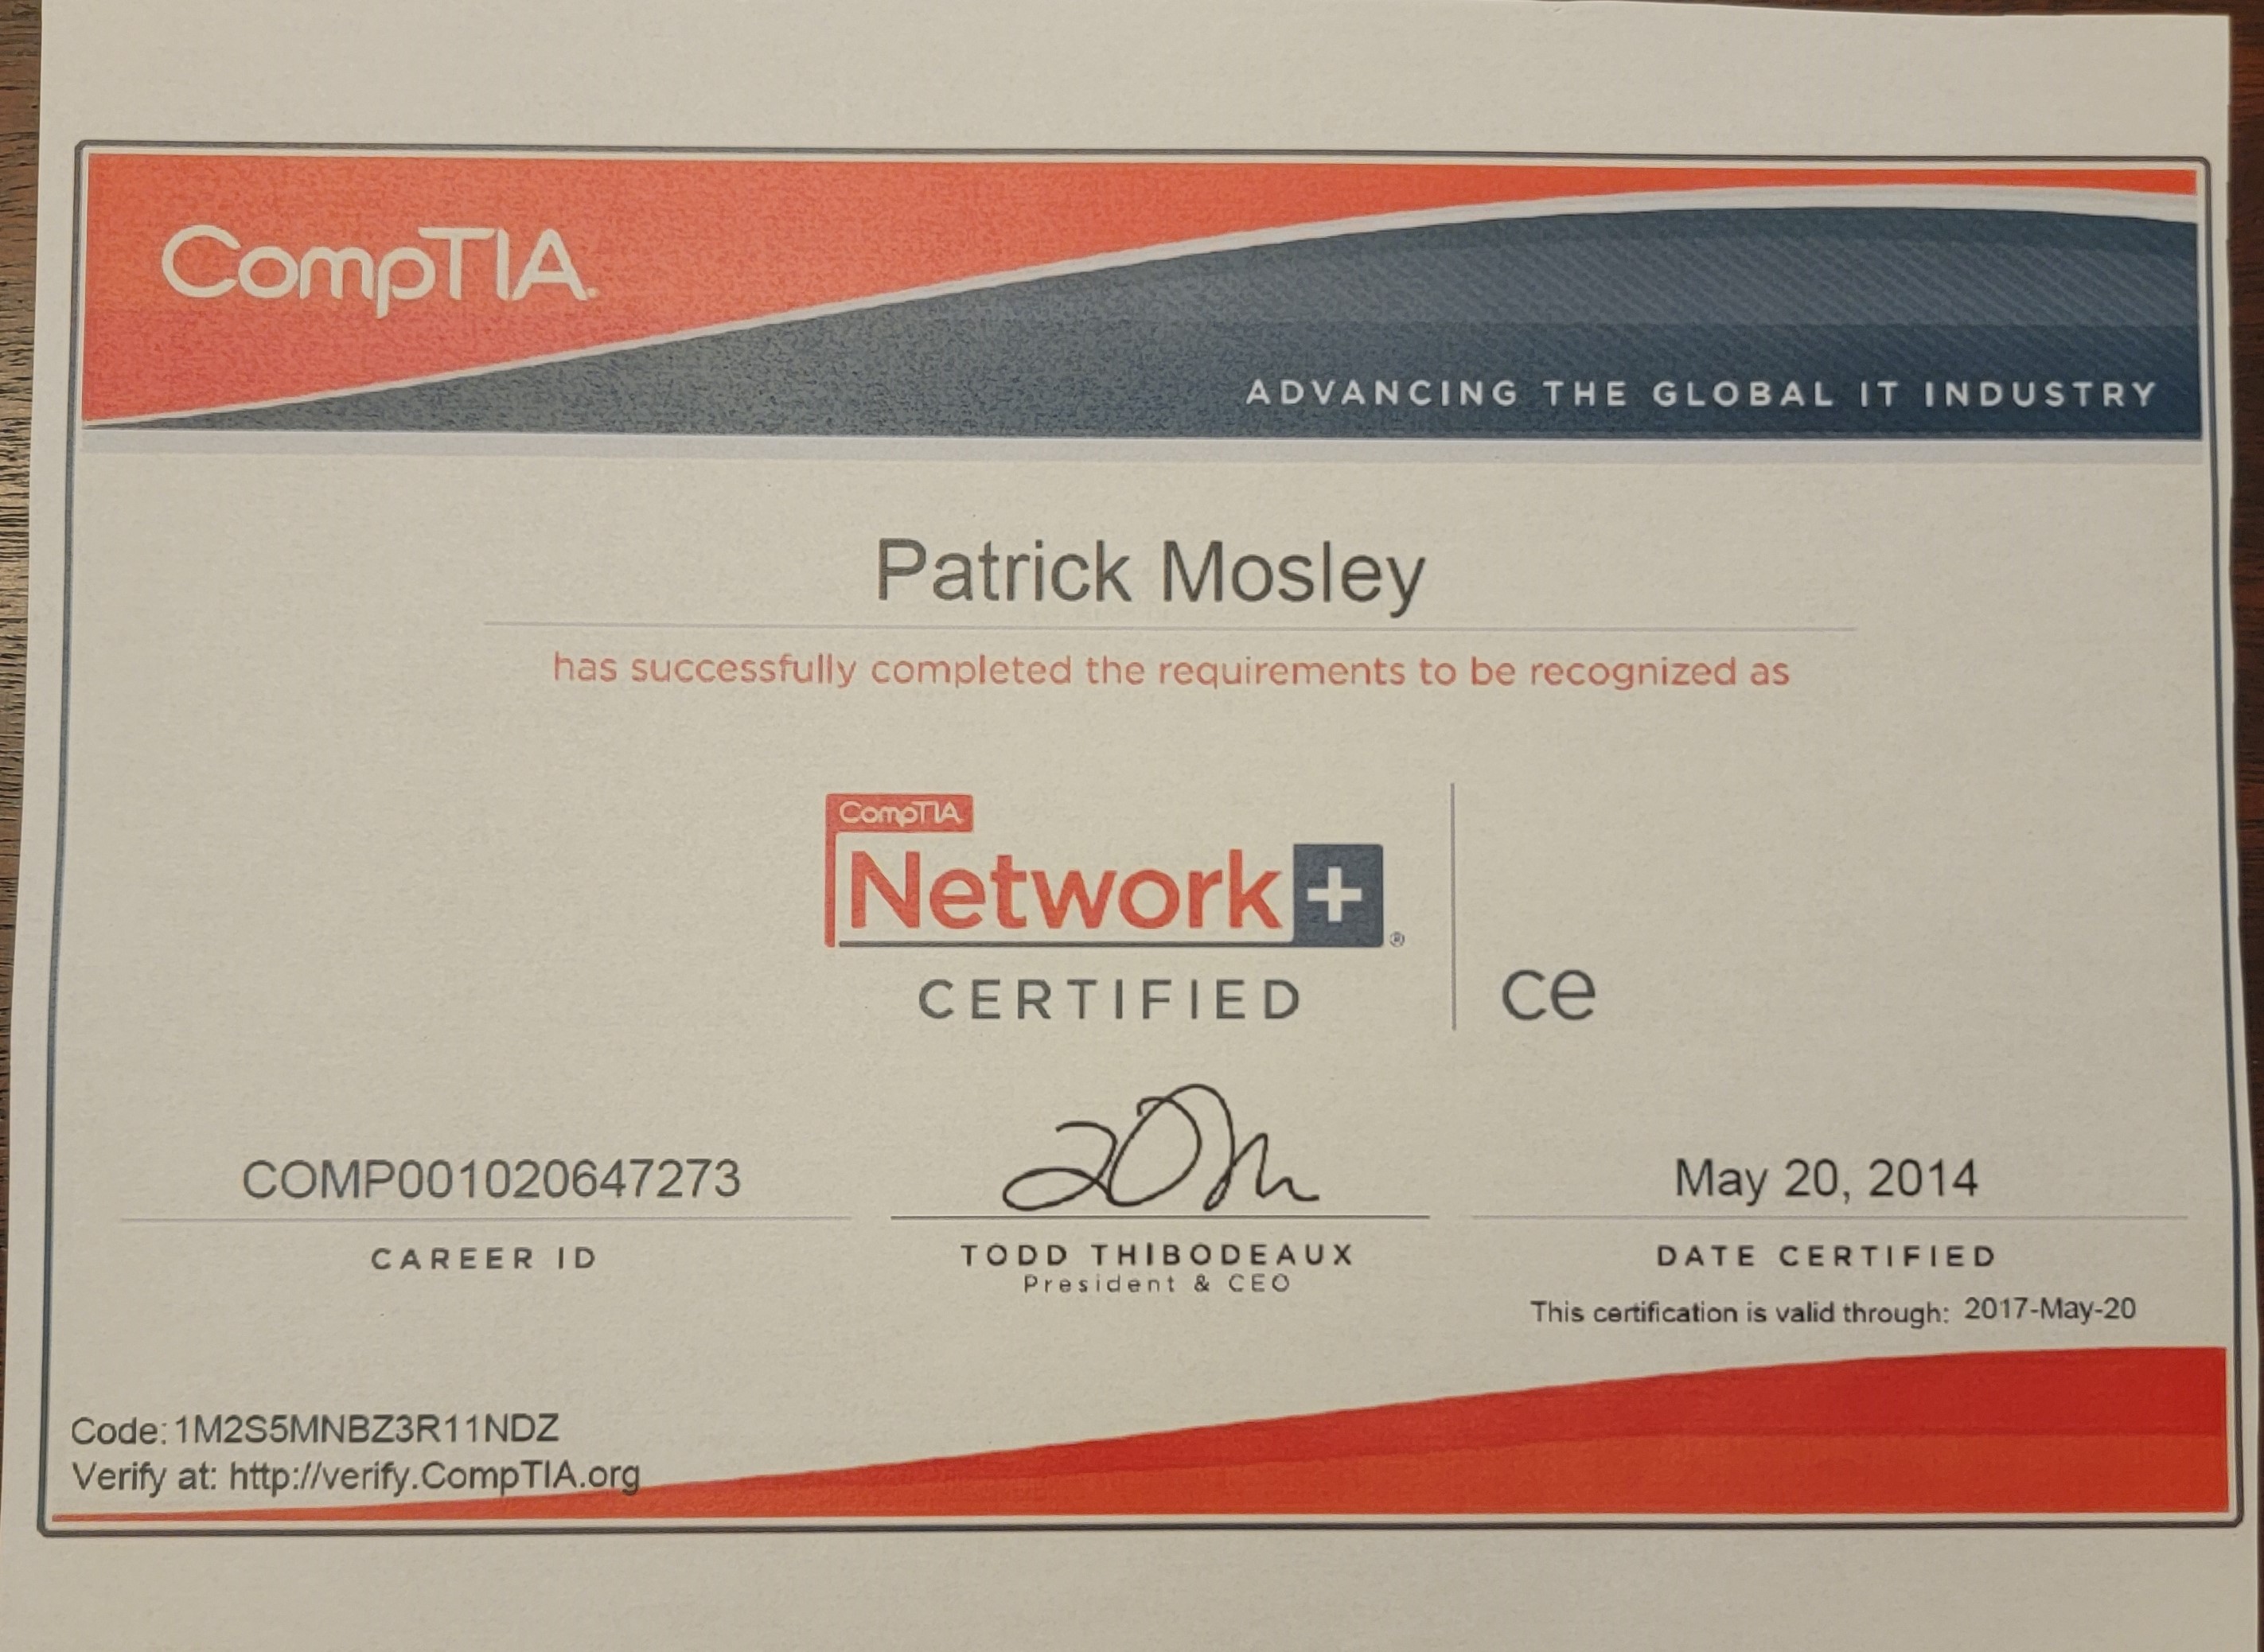 CompTIA.
ADVANCING THE GLOBAL IT INDUSTRY
Patrick Mosley
has successfully completed the requirements to be recognized as
CompTIA
Network+®
CERTIFIED
ce
COMP001020647273
CAREER ID
TODD THIBODEAUX
President & CEO
May 20, 2014
DATE CERTIFIED
This certification is valid through: 2017-May-20
Code: 1M2S5MNBZ3R11NDZ
Verify at: http://verify.CompTIA.org